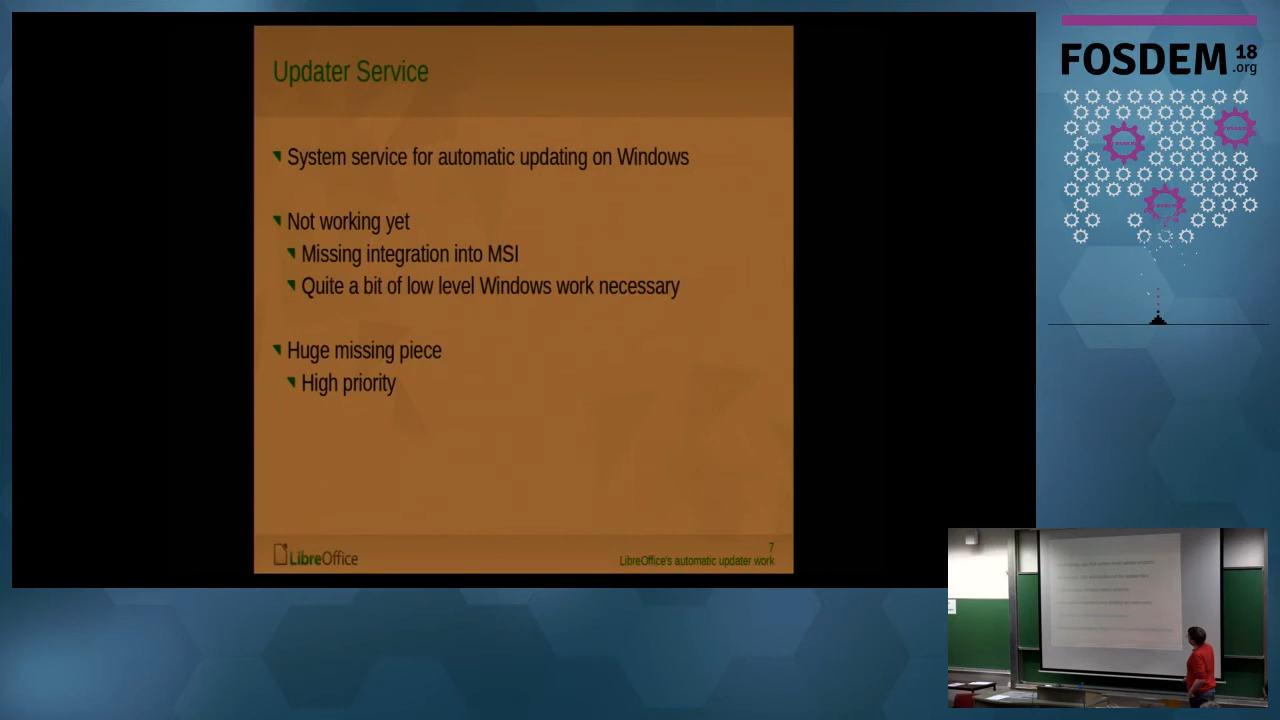 Updater Service
System service for automatic updating on Windows
Not working yet
Missing integration into MSI
Quite a bit of low level Windows work necessary
Huge missing piece
High priority
LibreOffice
7
LibreOffice's automatic updater work
FOSDEM 18
.org